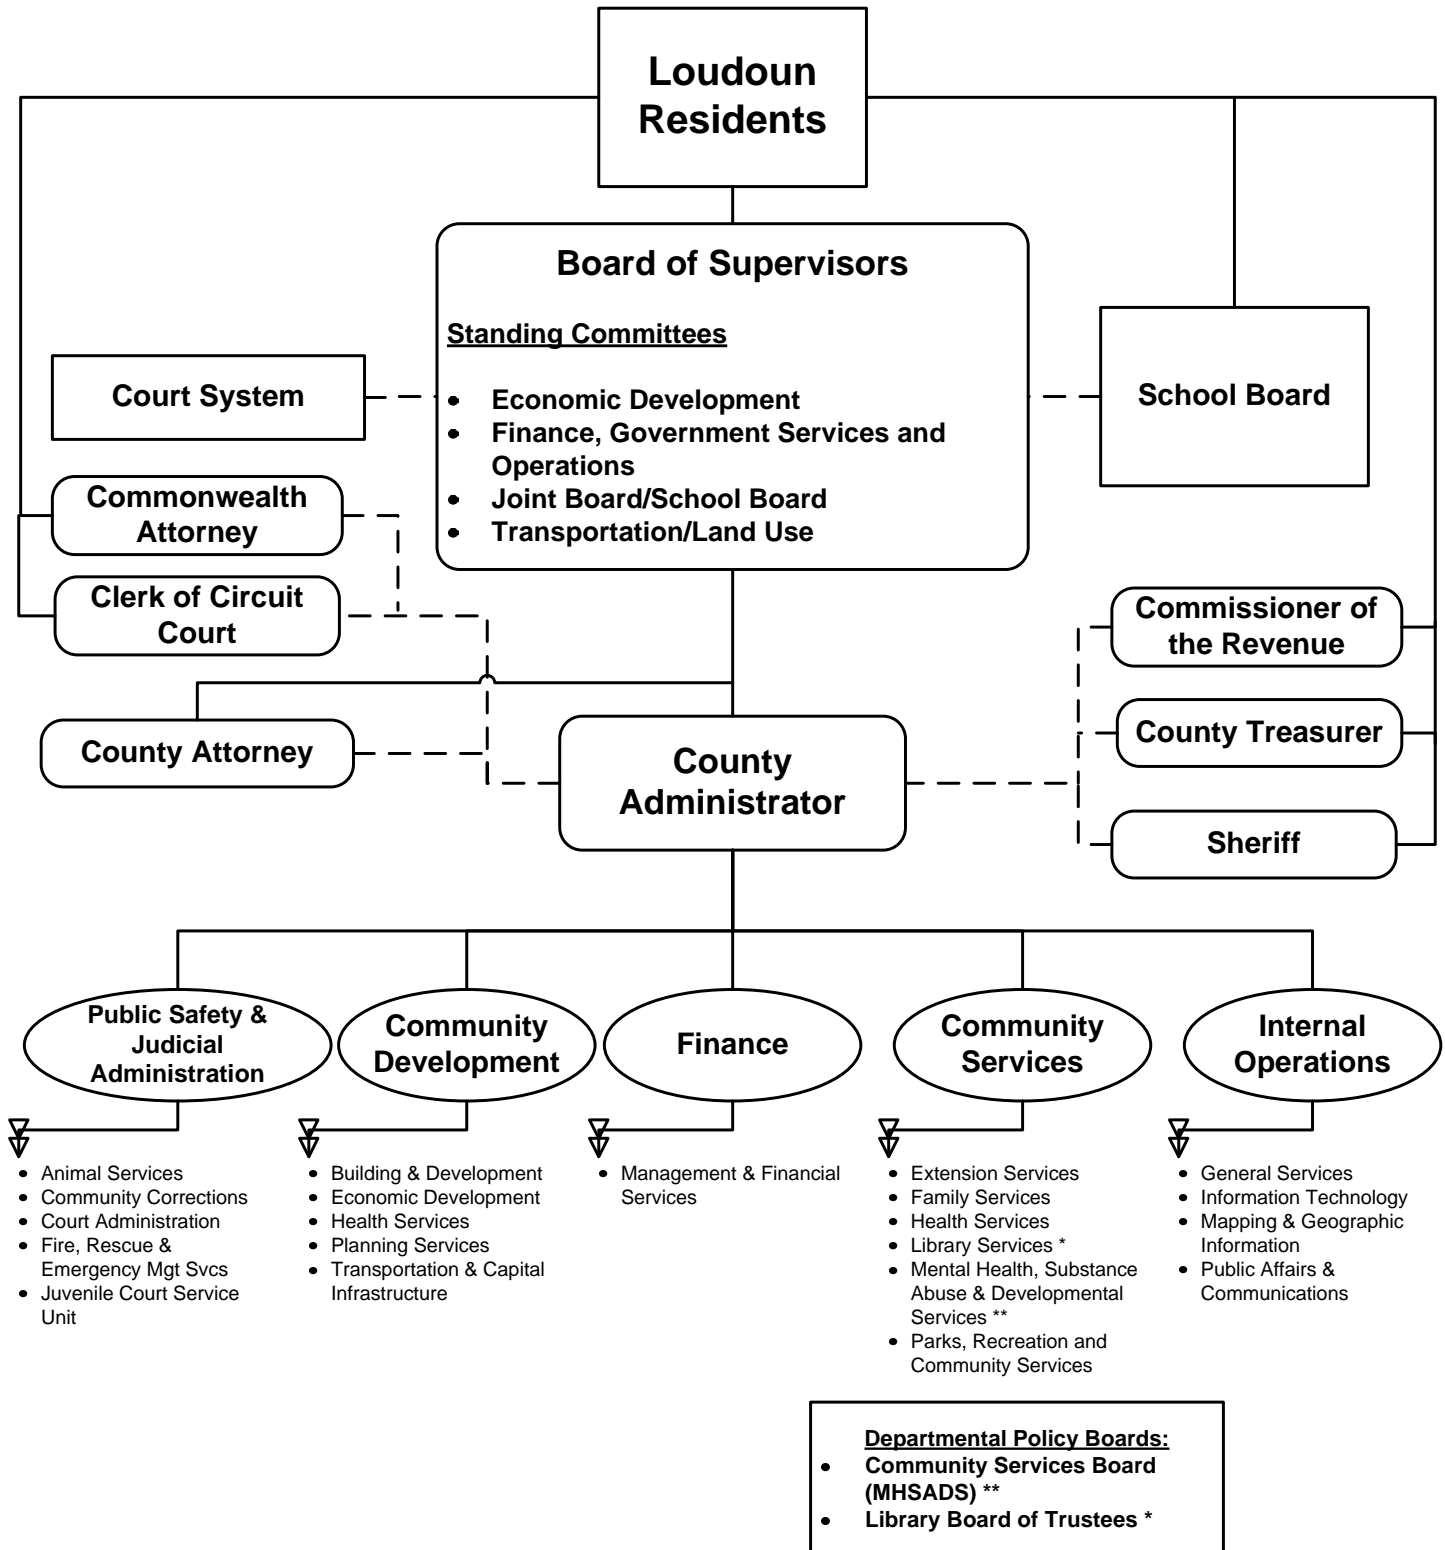 Loudoun
Residents
Board of Supervisors
Standing Committees
• Economic Development
• Finance, Government Services and
Operations
• Joint Board/School Board
• Transportation/Land Use
Court System
School Board
Commonwealth
Attorney
Clerk of Circuit
Court
Commissioner of
the Revenue
County Attorney
County
Administrator
County Treasurer
Sheriff
Public Safety &
Judicial
Administration
Community
Development
Finance
Community
Services
Internal
Operations
• Animal Services
• Community Corrections
• Court Administration
• Fire, Rescue &
Emergency Mgt Svcs
• Juvenile Court Service
Unit
• Building & Development
• Economic Development
• Health Services
• Planning Services
• Transportation & Capital
Infrastructure
• Management & Financial
Services
• Extension Services
• Family Services
• Health Services
• Library Services *
• Mental Health, Substance
Abuse & Developmental
Services **
• Parks, Recreation and
Community Services
• General Services
• Information Technology
• Mapping & Geographic
Information
• Public Affairs &
Communications
Departmental Policy Boards:
• Community Services Board
(MHSADS) **
• Library Board of Trustees *